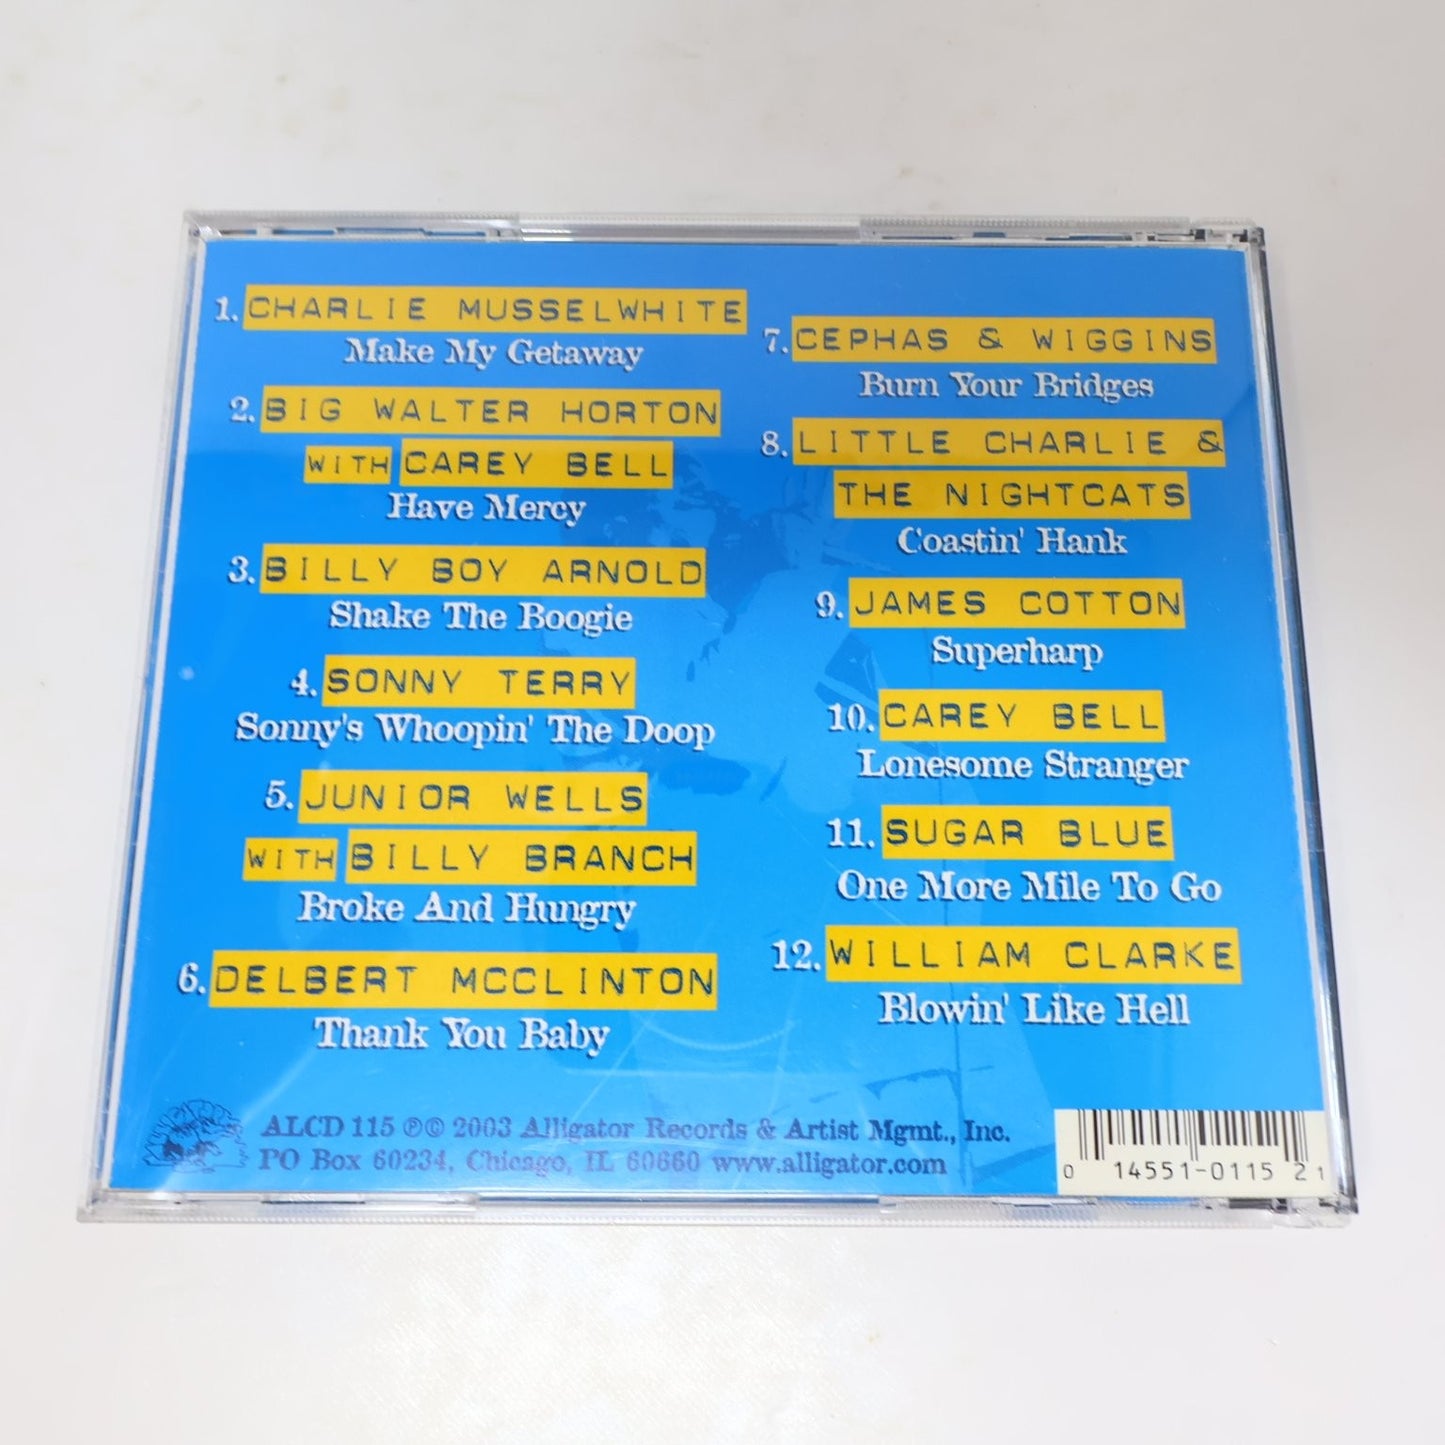 1. CHARLIE MUSSELWHITE
Make My Getaway
2. BIG WALTER HORTON
WITH CAREY BELL
Have Mercy
3. BILLY BOY ARNOLD
Shake The Boogie
4. SONNY TERRY
Sonny's Whoopin' The Doop
5. JUNIOR WELLS
WITH BILLY BRANCH
Broke And Hungry
6. DELBERT MCCLINTON
Thank You Baby
7. CEPHAS & WIGGINS
Burn Your Bridges
8. LITTLE CHARLIE &
THE NIGHTCATS
Coastin' Hank
9. JAMES COTTON
Superharp
10. CAREY BELL
Lonesome Stranger
11. SUGAR BLUE
One More Mile To Go
12. WILLIAM CLARKE
Blowin' Like Hell
ALCD 115 ℗© 2003 Alligator Records & Artist Mgmt., Inc.
PO Box 60234, Chicago, IL 60660 www.alligator.com
0 14551-0115 2 1